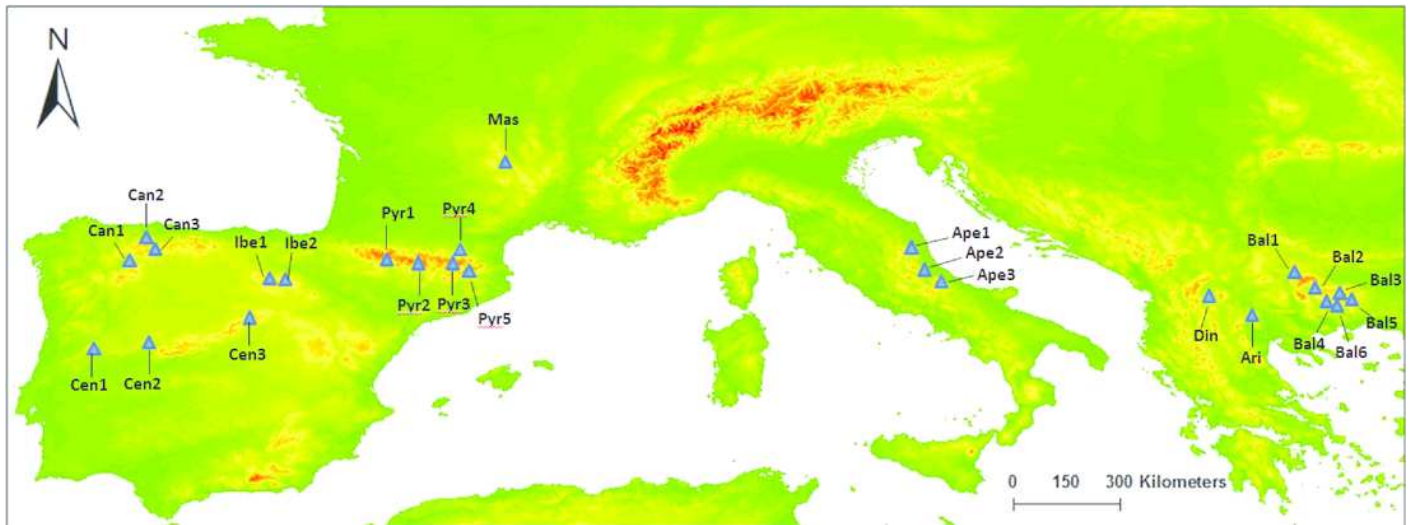 N
Mas
Can2
Can1
Can3
Ibe1
Ibe2
Pyr1
Pyr4
Pyr2
Pyr3
Pyr5
Cen1
Cen2
Cen3
Ape1
Ape2
Ape3
Bal1
Bal2
Bal3
Din
Ari
Bal4
Bal5
Bal6
0 150 300 Kilometers